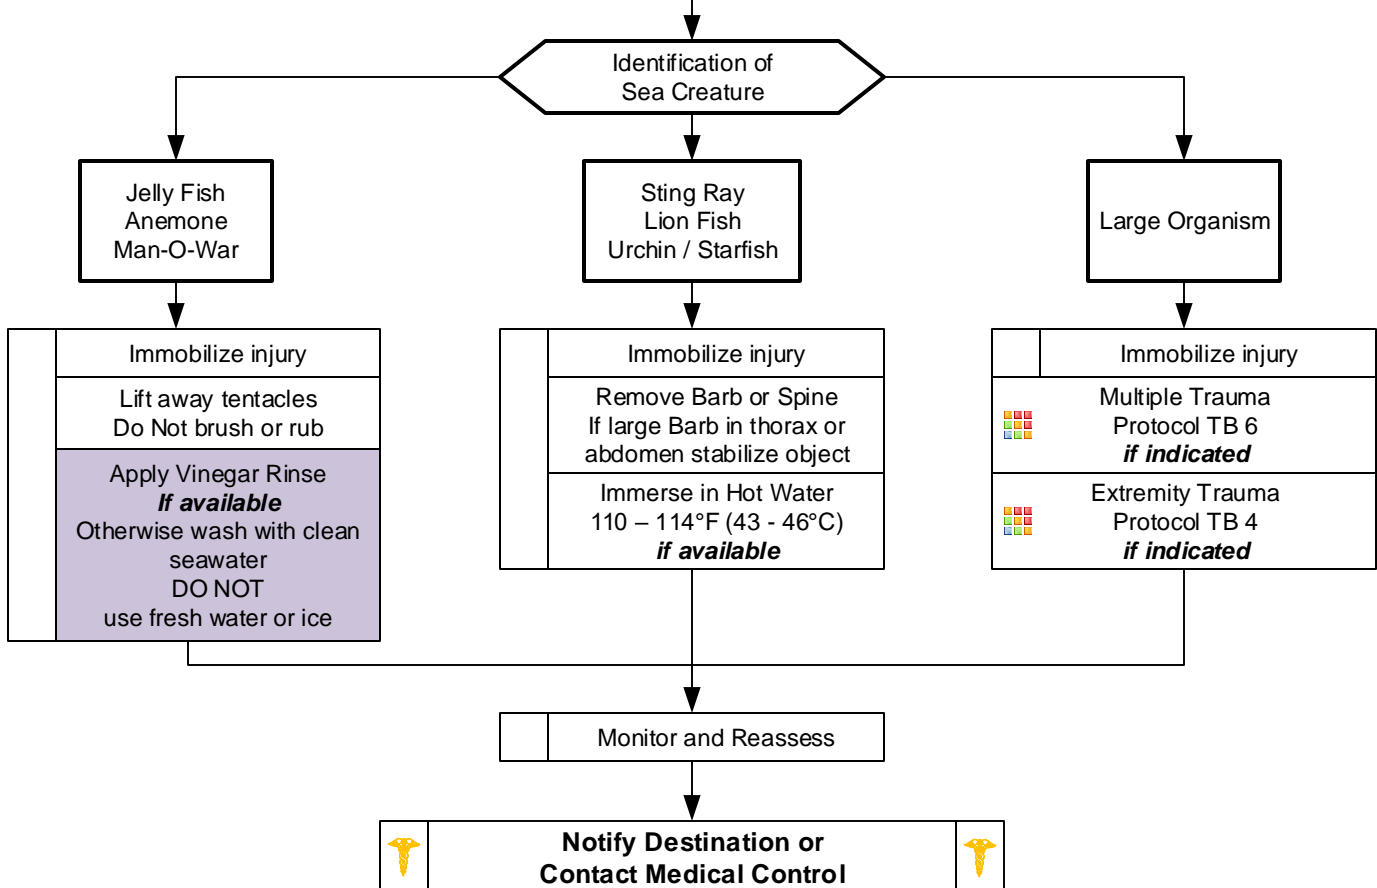 Identification of
Sea Creature
Jelly Fish
Anemone
Man-O-War
Sting Ray
Lion Fish
Urchin / Starfish
Large Organism
Immobilize injury
Lift away tentacles
Do Not brush or rub
Apply Vinegar Rinse
If available
Otherwise wash with clean
seawater
DO NOT
use fresh water or ice
Immobilize injury
Remove Barb or Spine
If large Barb in thorax or
abdomen stabilize object
Immerse in Hot Water
110 – 114°F (43 - 46°C)
if available
Immobilize injury
Multiple Trauma
Protocol TB 6
if indicated
Extremity Trauma
Protocol TB 4
if indicated
Monitor and Reassess
Notify Destination or
Contact Medical Control